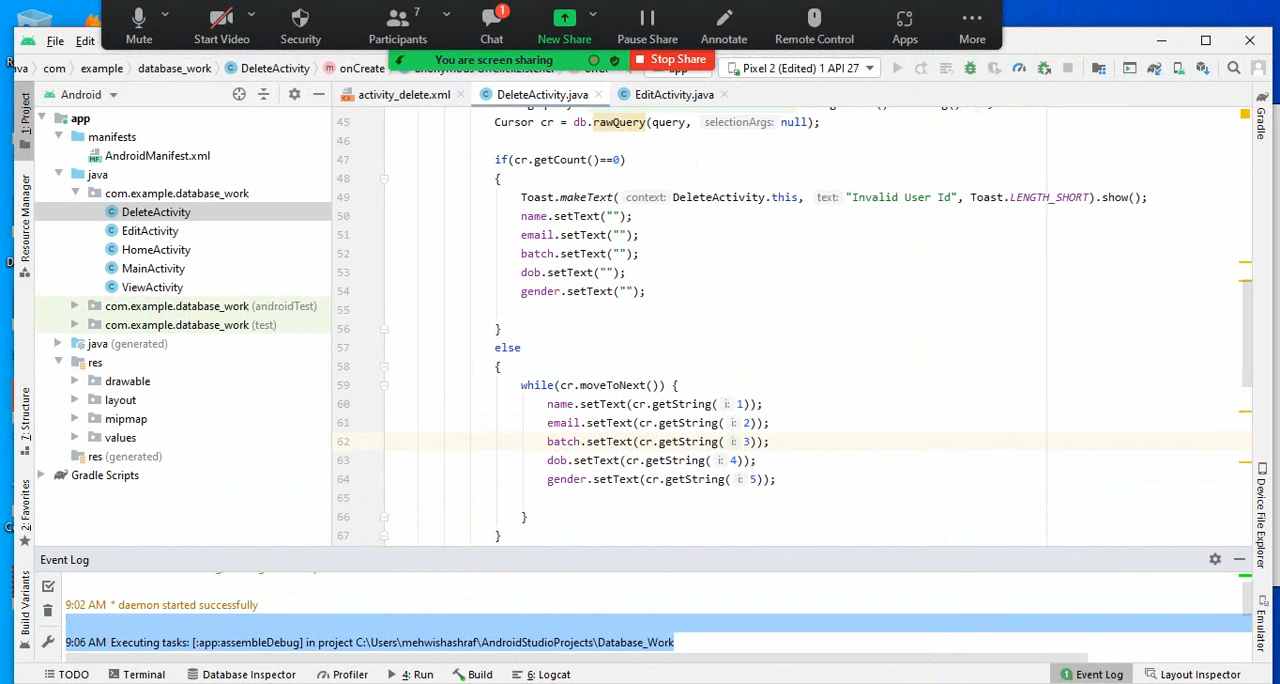 7
1
Mute
Start Video
Security
Participants
Chat
New Share
Pause Share
Annotate
Remote Control
Apps
More
File
Edit
You are screen sharing
Stop Share
ava
com
example
database_work
DeleteActivity
onCreate
Pixel 2 (Edited) 1 API 27
Android
activity_delete.xml
DeleteActivity.java
EditActivity.java
1: Project
Resource Manager
Z: Structure
2: Favorites
Build Variants
Gradle
Device File Explorer
Emulator
app
manifests
AndroidManifest.xml
java
com.example.database_work
DeleteActivity
EditActivity
HomeActivity
MainActivity
ViewActivity
com.example.database_work (androidTest)
com.example.database_work (test)
java (generated)
res
drawable
layout
mipmap
values
res (generated)
Gradle Scripts
45 Cursor cr = db.rawQuery(query, selectionArgs: null);
46
47 if(cr.getCount()==0)
48 {
49 Toast.makeText( context: DeleteActivity.this, text: "Invalid User Id", Toast.LENGTH_SHORT).show();
50 name.setText("");
51 email.setText("");
52 batch.setText("");
53 dob.setText("");
54 gender.setText("");
55
56 }
57 else
58 {
59 while(cr.moveToNext()) {
60 name.setText(cr.getString( i: 1));
61 email.setText(cr.getString( i: 2));
62 batch.setText(cr.getString( i: 3));
63 dob.setText(cr.getString( i: 4));
64 gender.setText(cr.getString( i: 5));
65
66 }
67 }
Event Log
9:02 AM * daemon started successfully
9:06 AM Executing tasks: [:app:assembleDebug] in project C:\Users\mehwishashraf\AndroidStudioProjects\Database_Work
TODO
Terminal
Database Inspector
Profiler
4: Run
Build
6: Logcat
1 Event Log
Layout Inspector